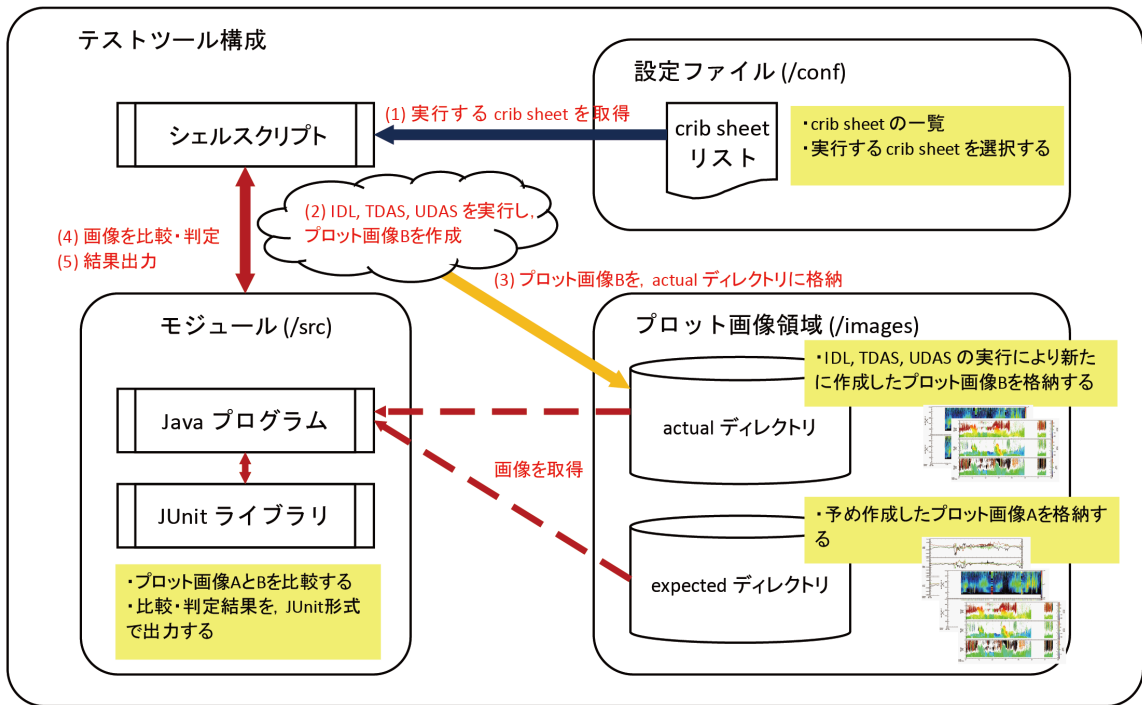 テストツール構成
設定ファイル (/conf)
シェルスクリプト
(1) 実行する crib sheet を取得
crib sheet
リスト
・crib sheet の一覧
・実行する crib sheet を選択する
(2) IDL, TDAS, UDAS を実行し,
プロット画像Bを作成
(4) 画像を比較・判定
(5) 結果出力
(3) プロット画像Bを, actual ディレクトリに格納
モジュール (/src)
Java プログラム
JUnit ライブラリ
・プロット画像AとBを比較する
・比較・判定結果を, JUnit形式
で出力する
画像を取得
プロット画像領域 (/images)
・IDL, TDAS, UDAS の実行により新た
に作成したプロット画像Bを格納する
actual ディレクトリ
・予め作成したプロット画像Aを格納す
る
expected ディレクトリ